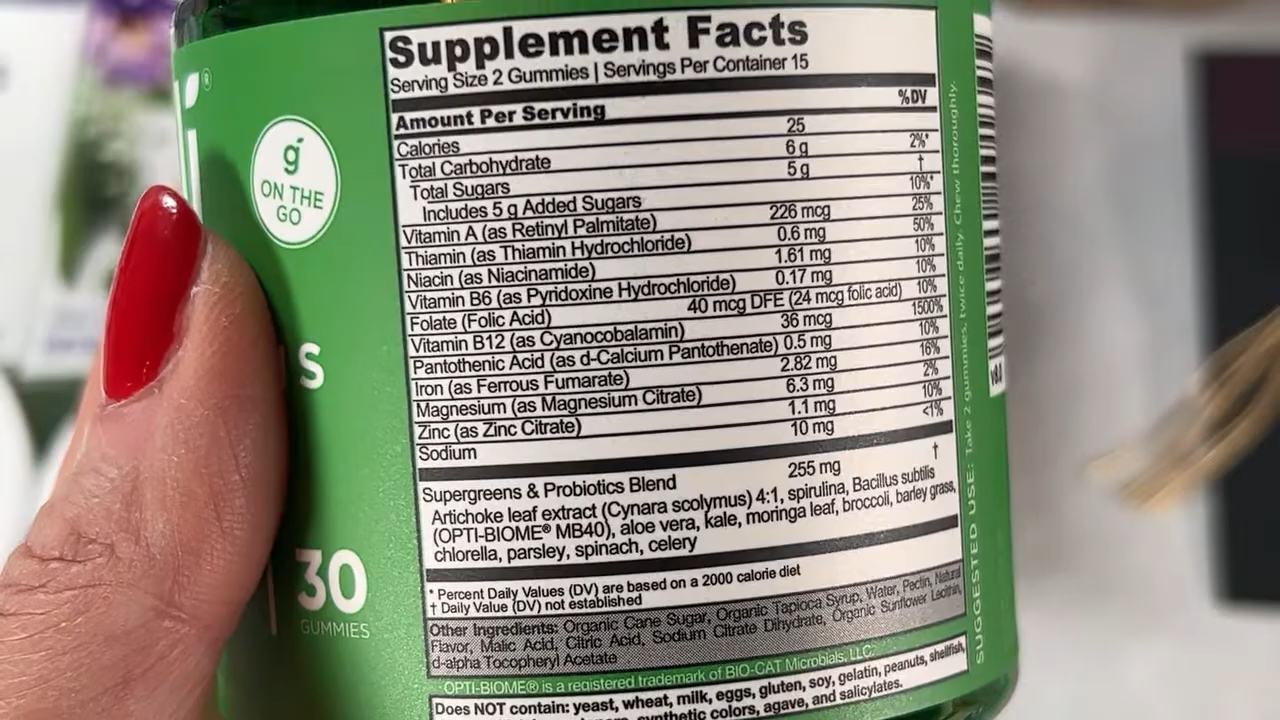 Supplement Facts
Serving Size 2 Gummies | Servings Per Container 15
Amount Per Serving %DV
Calories 25
Total Carbohydrate 6 g 2%*
Total Sugars 5 g †
Includes 5 g Added Sugars 10%*
Vitamin A (as Retinyl Palmitate) 226 mcg 25%
Thiamin (as Thiamin Hydrochloride) 0.6 mg 50%
Niacin (as Niacinamide) 1.61 mg 10%
Vitamin B6 (as Pyridoxine Hydrochloride) 0.17 mg 10%
Folate (Folic Acid) 40 mcg DFE (24 mcg folic acid) 10%
Vitamin B12 (as Cyanocobalamin) 36 mcg 1500%
Pantothenic Acid (as d-Calcium Pantothenate) 0.5 mg 10%
Iron (as Ferrous Fumarate) 2.82 mg 16%
Magnesium (as Magnesium Citrate) 6.3 mg 2%
Zinc (as Zinc Citrate) 1.1 mg 10%
Sodium 10 mg <1%
Supergreens & Probiotics Blend 255 mg †
Artichoke leaf extract (Cynara scolymus) 4:1, spirulina, Bacillus subtilis
(OPTI-BIOME® MB40), aloe vera, kale, moringa leaf, broccoli, barley grass,
chlorella, parsley, spinach, celery
* Percent Daily Values (DV) are based on a 2000 calorie diet
† Daily Value (DV) not established
Other Ingredients: Organic Cane Sugar, Organic Tapioca Syrup, Water, Pectin, Natural
Flavor, Malic Acid, Citric Acid, Sodium Citrate Dihydrate, Organic Sunflower Lecithin,
d-alpha Tocopheryl Acetate
OPTI-BIOME® is a registered trademark of BIO-CAT Microbials, LLC.
Does NOT contain: yeast, wheat, milk, eggs, gluten, soy, gelatin, peanuts, shellfish,
synthetic colors, agave, and salicylates.
SUGGESTED USE: Take 2 gummies, twice daily. Chew thoroughly.
g
ON THE
GO
S
30
GUMMIES